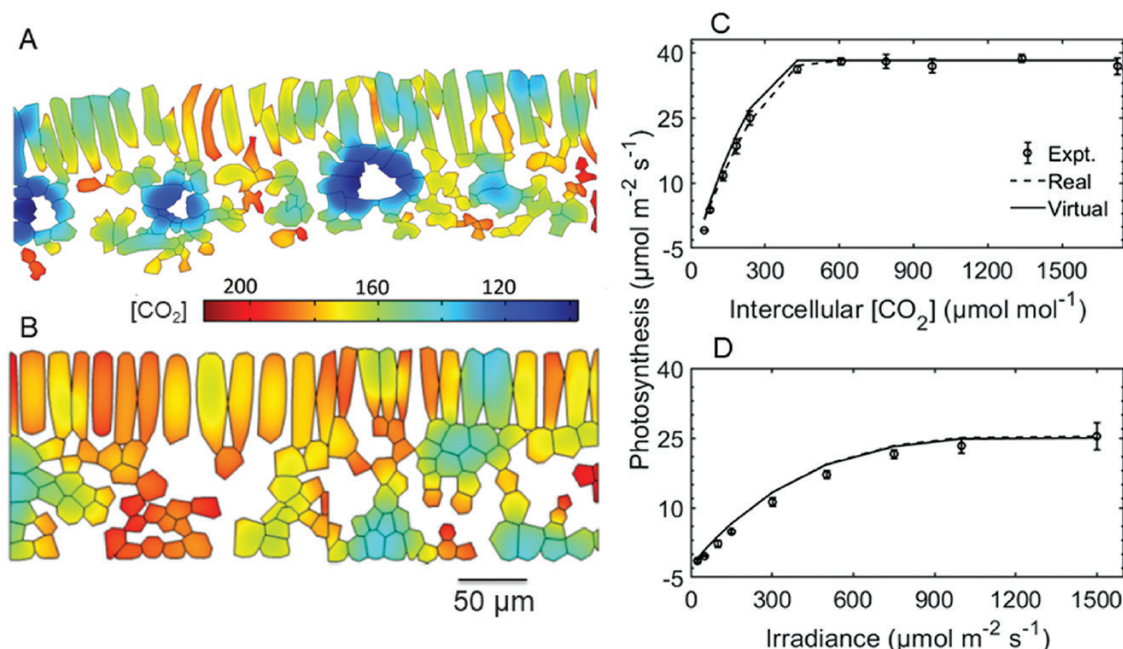 A
[CO₂]
200 160 120
B
50 µm
C
40
25
10
-5
Expt.
Real
Virtual
0 300 600 900 1200 1500
Intercellular [CO₂] (µmol mol⁻¹)
Photosynthesis (µmol m⁻² s⁻¹)
D
40
25
10
-5
0 300 600 900 1200 1500
Irradiance (µmol m⁻² s⁻¹)